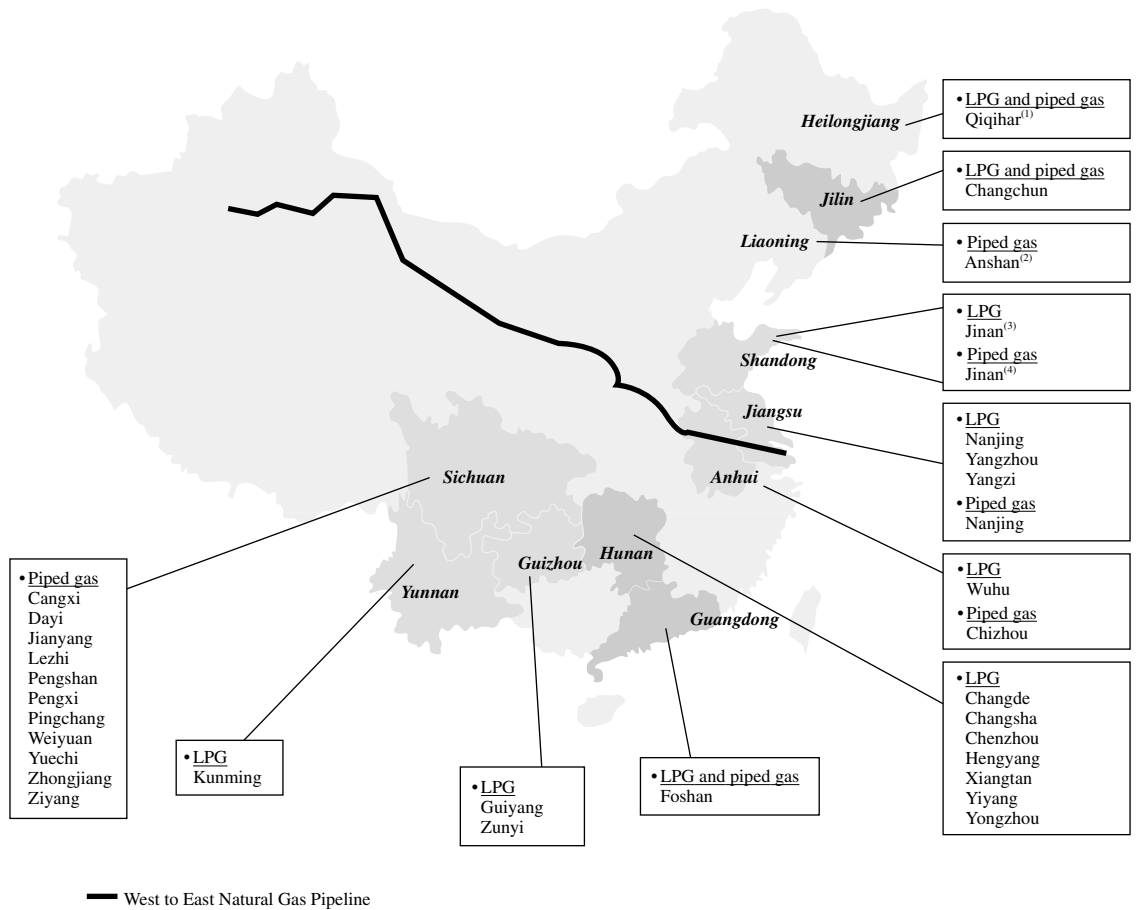 • LPG and piped gas
Qiqihar(1)
Heilongjiang
• LPG and piped gas
Changchun
Jilin
• Piped gas
Anshan(2)
Liaoning
• LPG
Jinan(3)
• Piped gas
Jinan(4)
Shandong
Jiangsu
• LPG
Nanjing
Yangzhou
Yangzi
• Piped gas
Nanjing
Sichuan
Anhui
• LPG
Wuhu
• Piped gas
Chizhou
Guizhou
Hunan
Yunnan
Guangdong
• Piped gas
Cangxi
Dayi
Jianyang
Lezhi
Pengshan
Pengxi
Pingchang
Weiyuan
Yuechi
Zhongjiang
Ziyang
• LPG
Kunming
• LPG
Guiyang
Zunyi
• LPG and piped gas
Foshan
• LPG
Changde
Changsha
Chenzhou
Hengyang
Xiangtan
Yiyang
Yongzhou
West to East Natural Gas Pipeline